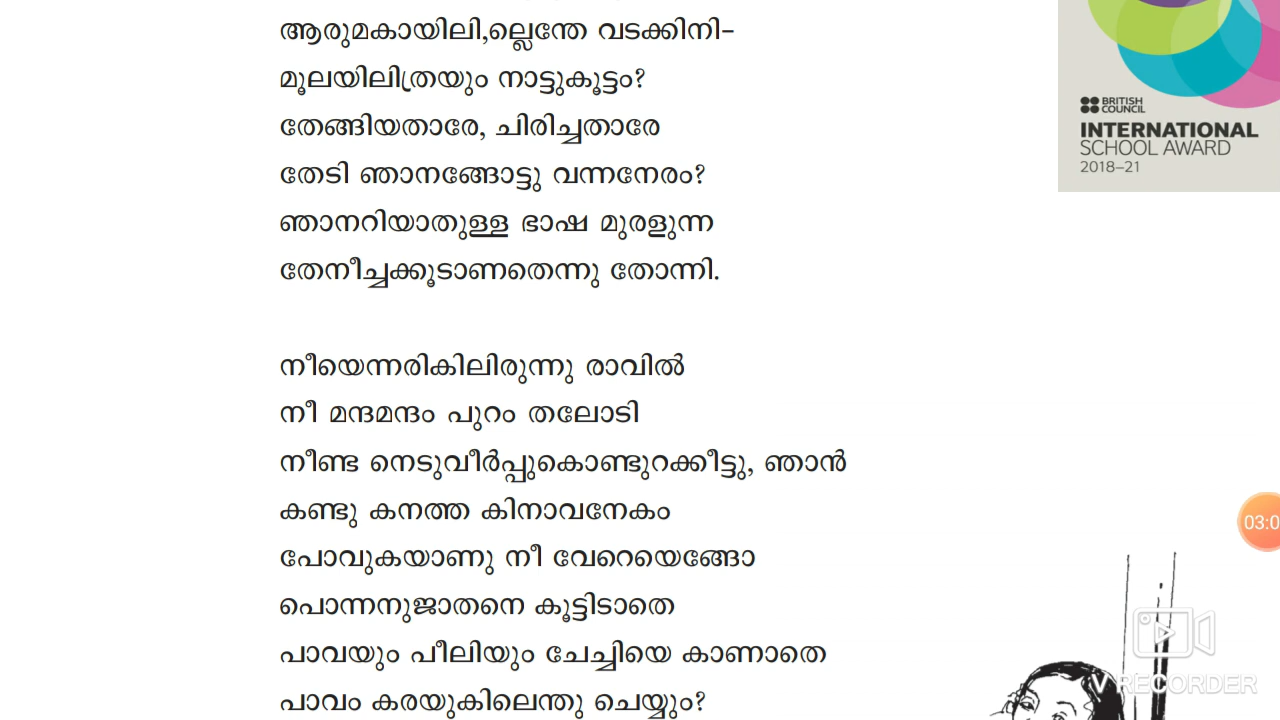 ആരുമകായിലി,ല്ലെന്തേ വടക്കിനി-
മൂലയിലിത്രയും നാട്ടുകൂട്ടം?
തേങ്ങിയതാരേ, ചിരിച്ചതാരേ
തേടി ഞാനങ്ങോട്ടു വന്നനേരം?
ഞാനറിയാതുള്ള ഭാഷ മുരളുന്ന
തേനീച്ചക്കൂടാണതെന്നു തോന്നി.
നീയെന്നരികിലിരുന്നു രാവിൽ
നീ മന്ദമന്ദം പുറം തലോടി
നീണ്ട നെടുവീർപ്പുകൊണ്ടുറക്കീട്ടു, ഞാൻ
കണ്ടു കനത്ത കിനാവനേകം
പോവുകയാണു നീ വേറെയെങ്ങോ
പൊന്നനുജാതനെ കൂട്ടിടാതെ
പാവയും പീലിയും ചേച്ചിയെ കാണാതെ
പാവം കരയുകിലെന്തു ചെയ്യും?
BRITISH
COUNCIL
INTERNATIONAL
SCHOOL AWARD
2018–21
03:0
V RECORDER